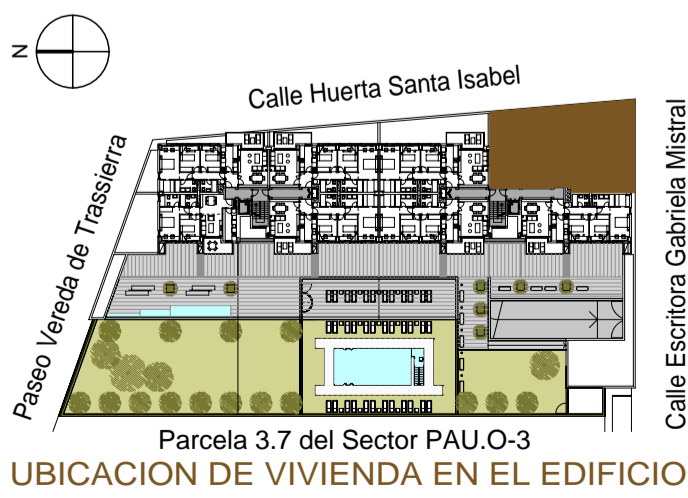 N
Calle Huerta Santa Isabel
Paseo Vereda de Trassierra
Calle Escritora Gabriela Mistral
Parcela 3.7 del Sector PAU.O-3
UBICACION DE VIVIENDA EN EL EDIFICIO